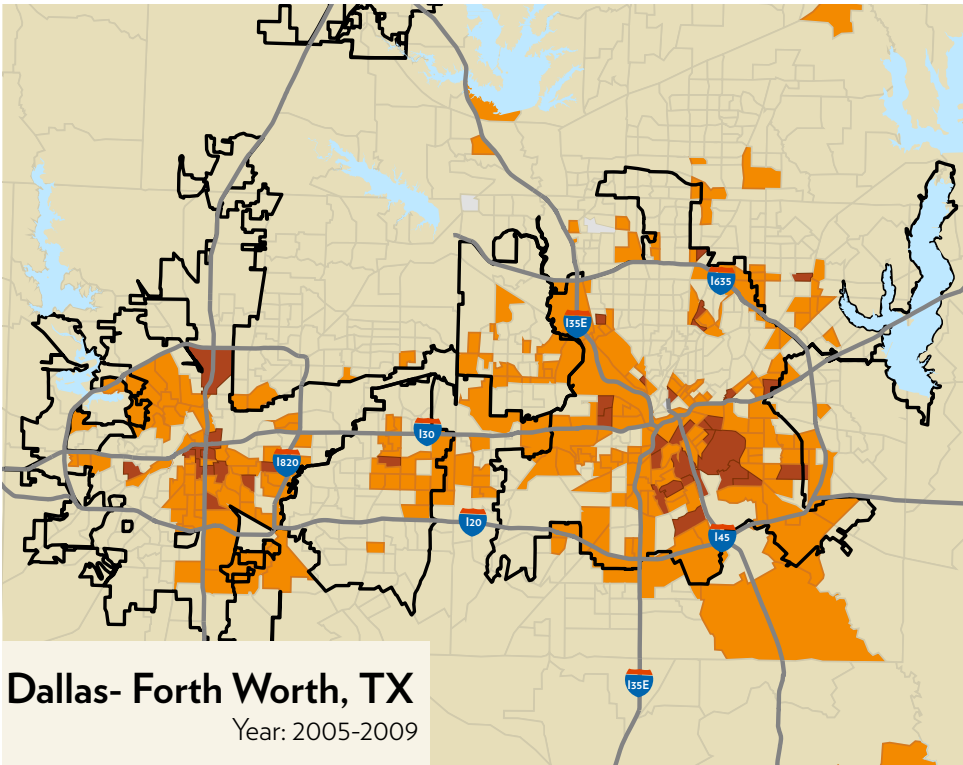 I635
I35E
I30
I820
I20
I45
I35E
Dallas- Forth Worth, TX
Year: 2005-2009